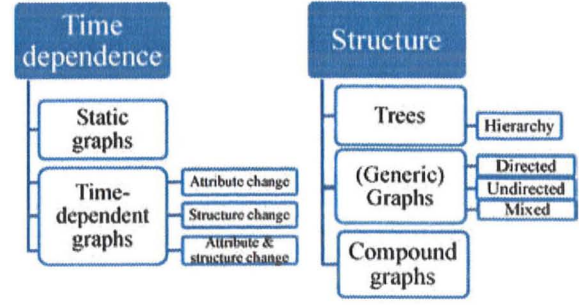 Time
dependence
Static
graphs
Time-
dependent
graphs
Attribute change
Structure change
Attribute &
structure change
Structure
Trees
Hierarchy
(Generic)
Graphs
Directed
Undirected
Mixed
Compound
graphs